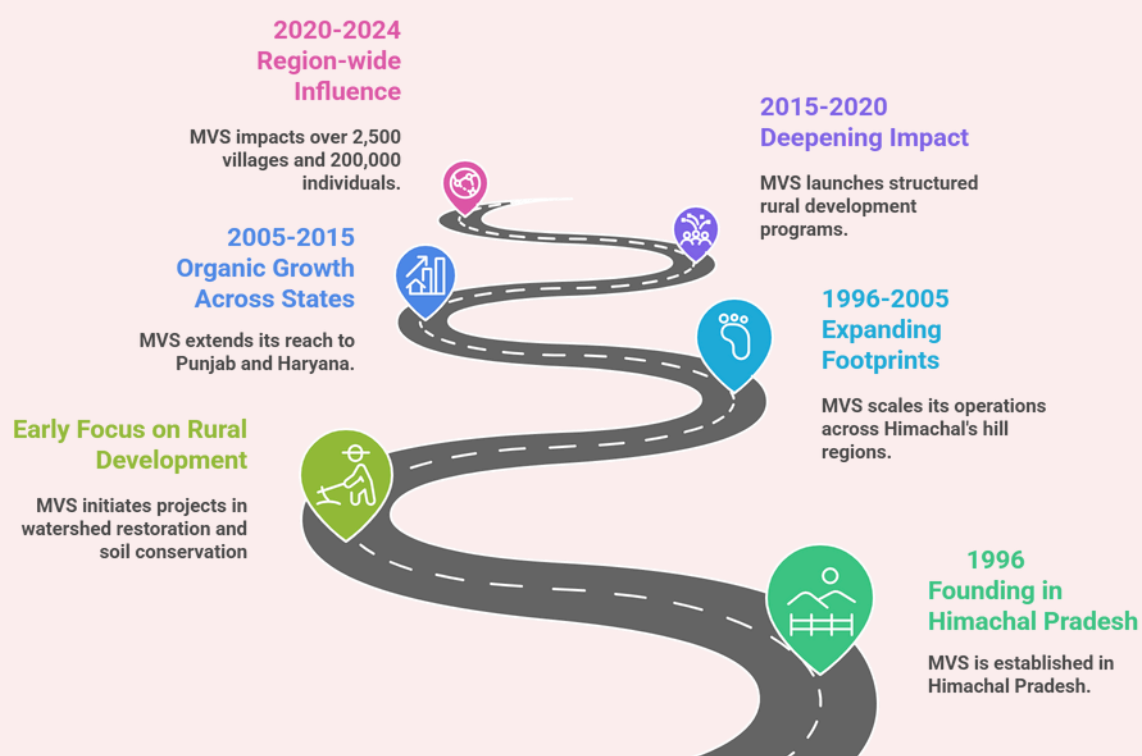 2020-2024
Region-wide
Influence
MVS impacts over 2,500
villages and 200,000
individuals.
2015-2020
Deepening Impact
MVS launches structured
rural development
programs.
2005-2015
Organic Growth
Across States
MVS extends its reach to
Punjab and Haryana.
1996-2005
Expanding
Footprints
MVS scales its operations
across Himachal's hill
regions.
Early Focus on Rural
Development
MVS initiates projects in
watershed restoration and
soil conservation
1996
Founding in
Himachal Pradesh
MVS is established in
Himachal Pradesh.